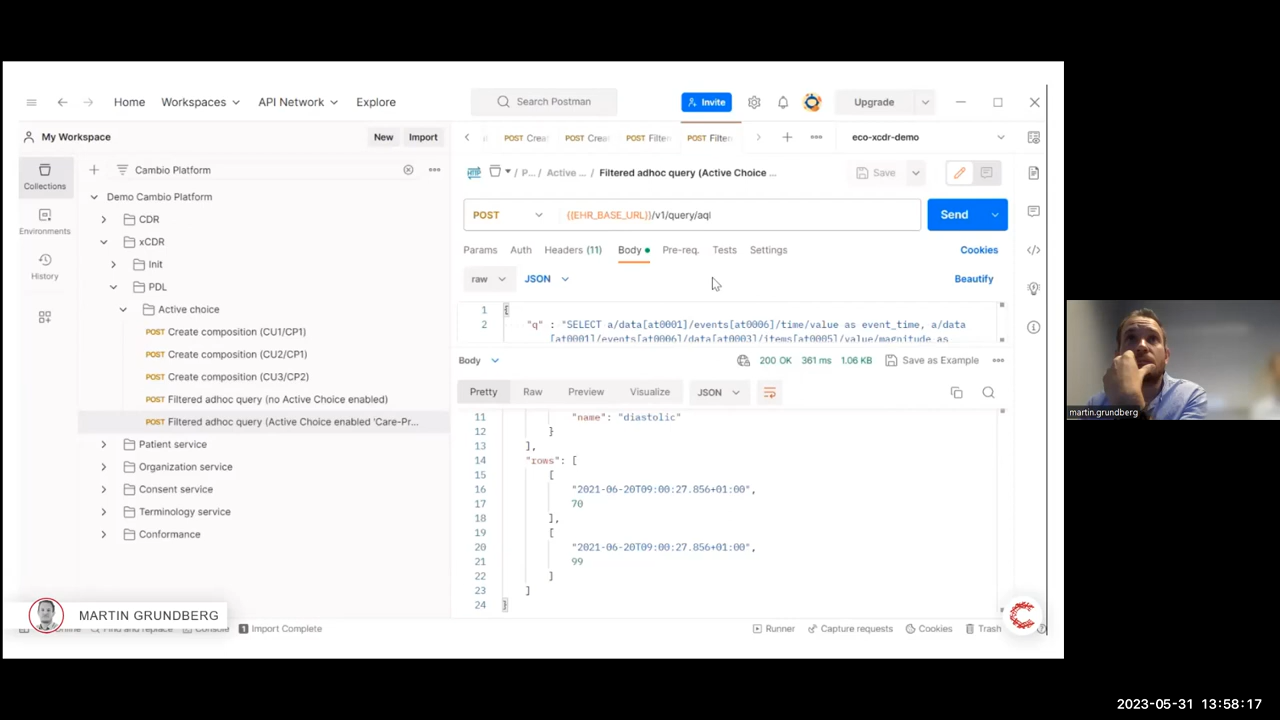 Home Workspaces API Network Explore Search Postman Invite Upgrade
My Workspace New Import POST Crea POST Crea POST Filter POST Filter eco-xcdr-demo
Collections
Cambio Platform
/ P... / Active ... / Filtered adhoc query (Active Choice ... Save
Demo Cambio Platform
CDR
Environments
POST {{EHR_BASE_URL}}/v1/query/aql Send
xCDR
Params Auth Headers (11) Body Pre-req. Tests Settings Cookies
Init
History
raw JSON Beautify
PDL
Active choice
1 {
2 "q" : "SELECT a/data[at0001]/events[at0006]/time/value as event_time, a/data
[at0001]/events[at0006]/data[at0003]/items[at0005]/value/magnitude as
POST Create composition (CU1/CP1)
POST Create composition (CU2/CP1)
Body 200 OK 361 ms 1.06 KB Save as Example
POST Create composition (CU3/CP2)
Pretty Raw Preview Visualize JSON
POST Filtered adhoc query (no Active Choice enabled)
POST Filtered adhoc query (Active Choice enabled 'Care-Pr...
11 "name": "diastolic"
12 }
13 ],
14 "rows": [
15 [
16 "2021-06-20T09:00:27.856+01:00",
17 70
18 ],
19 [
20 "2021-06-20T09:00:27.856+01:00",
21 99
22 ]
23 ]
24 }
Patient service
Organization service
Consent service
Terminology service
Conformance
martin.grundberg
MARTIN GRUNDBERG
Online Find and replace Console Import Complete Runner Capture requests Cookies Trash
2023-05-31 13:58:17